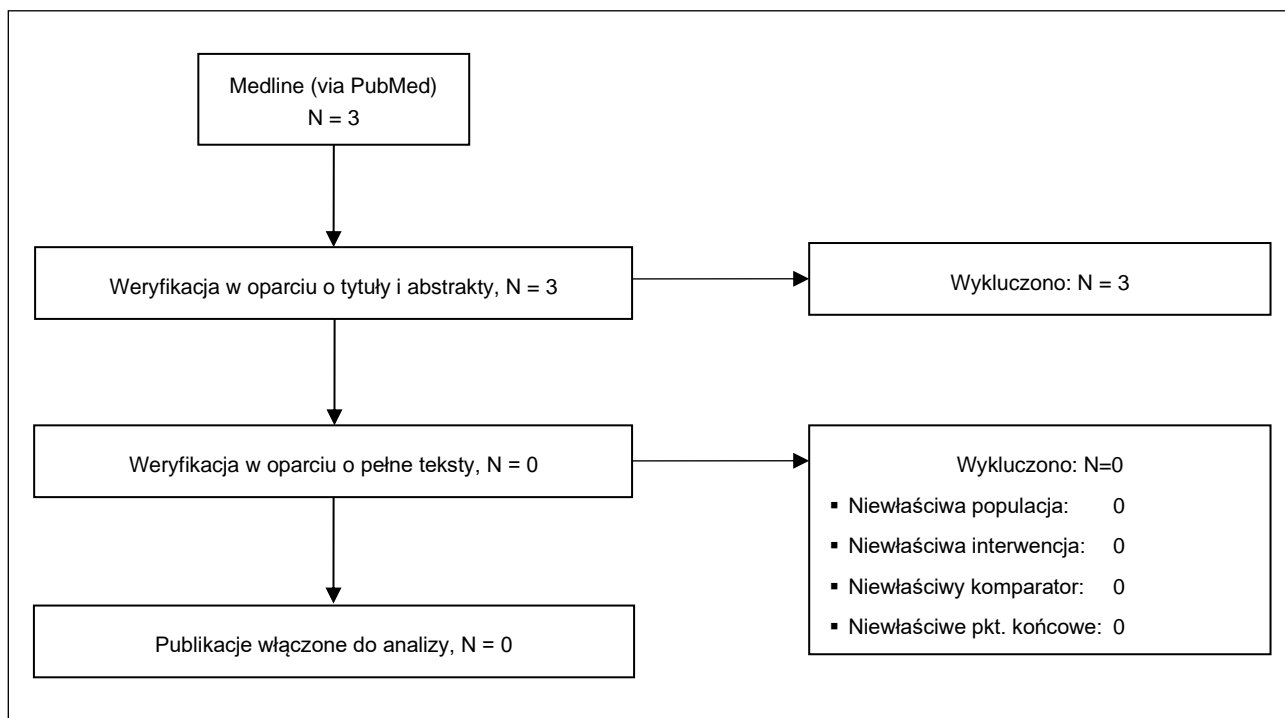 Medline (via PubMed)
N = 3
Weryfikacja w oparciu o tytuły i abstrakty, N = 3
Wykluczono: N = 3
Weryfikacja w oparciu o pełne teksty, N = 0
Wykluczono: N=0
▪ Niewłaściwa populacja: 0
▪ Niewłaściwa interwencja: 0
▪ Niewłaściwy komparator: 0
▪ Niewłaściwe pkt. końcowe: 0
Publikacje włączone do analizy, N = 0